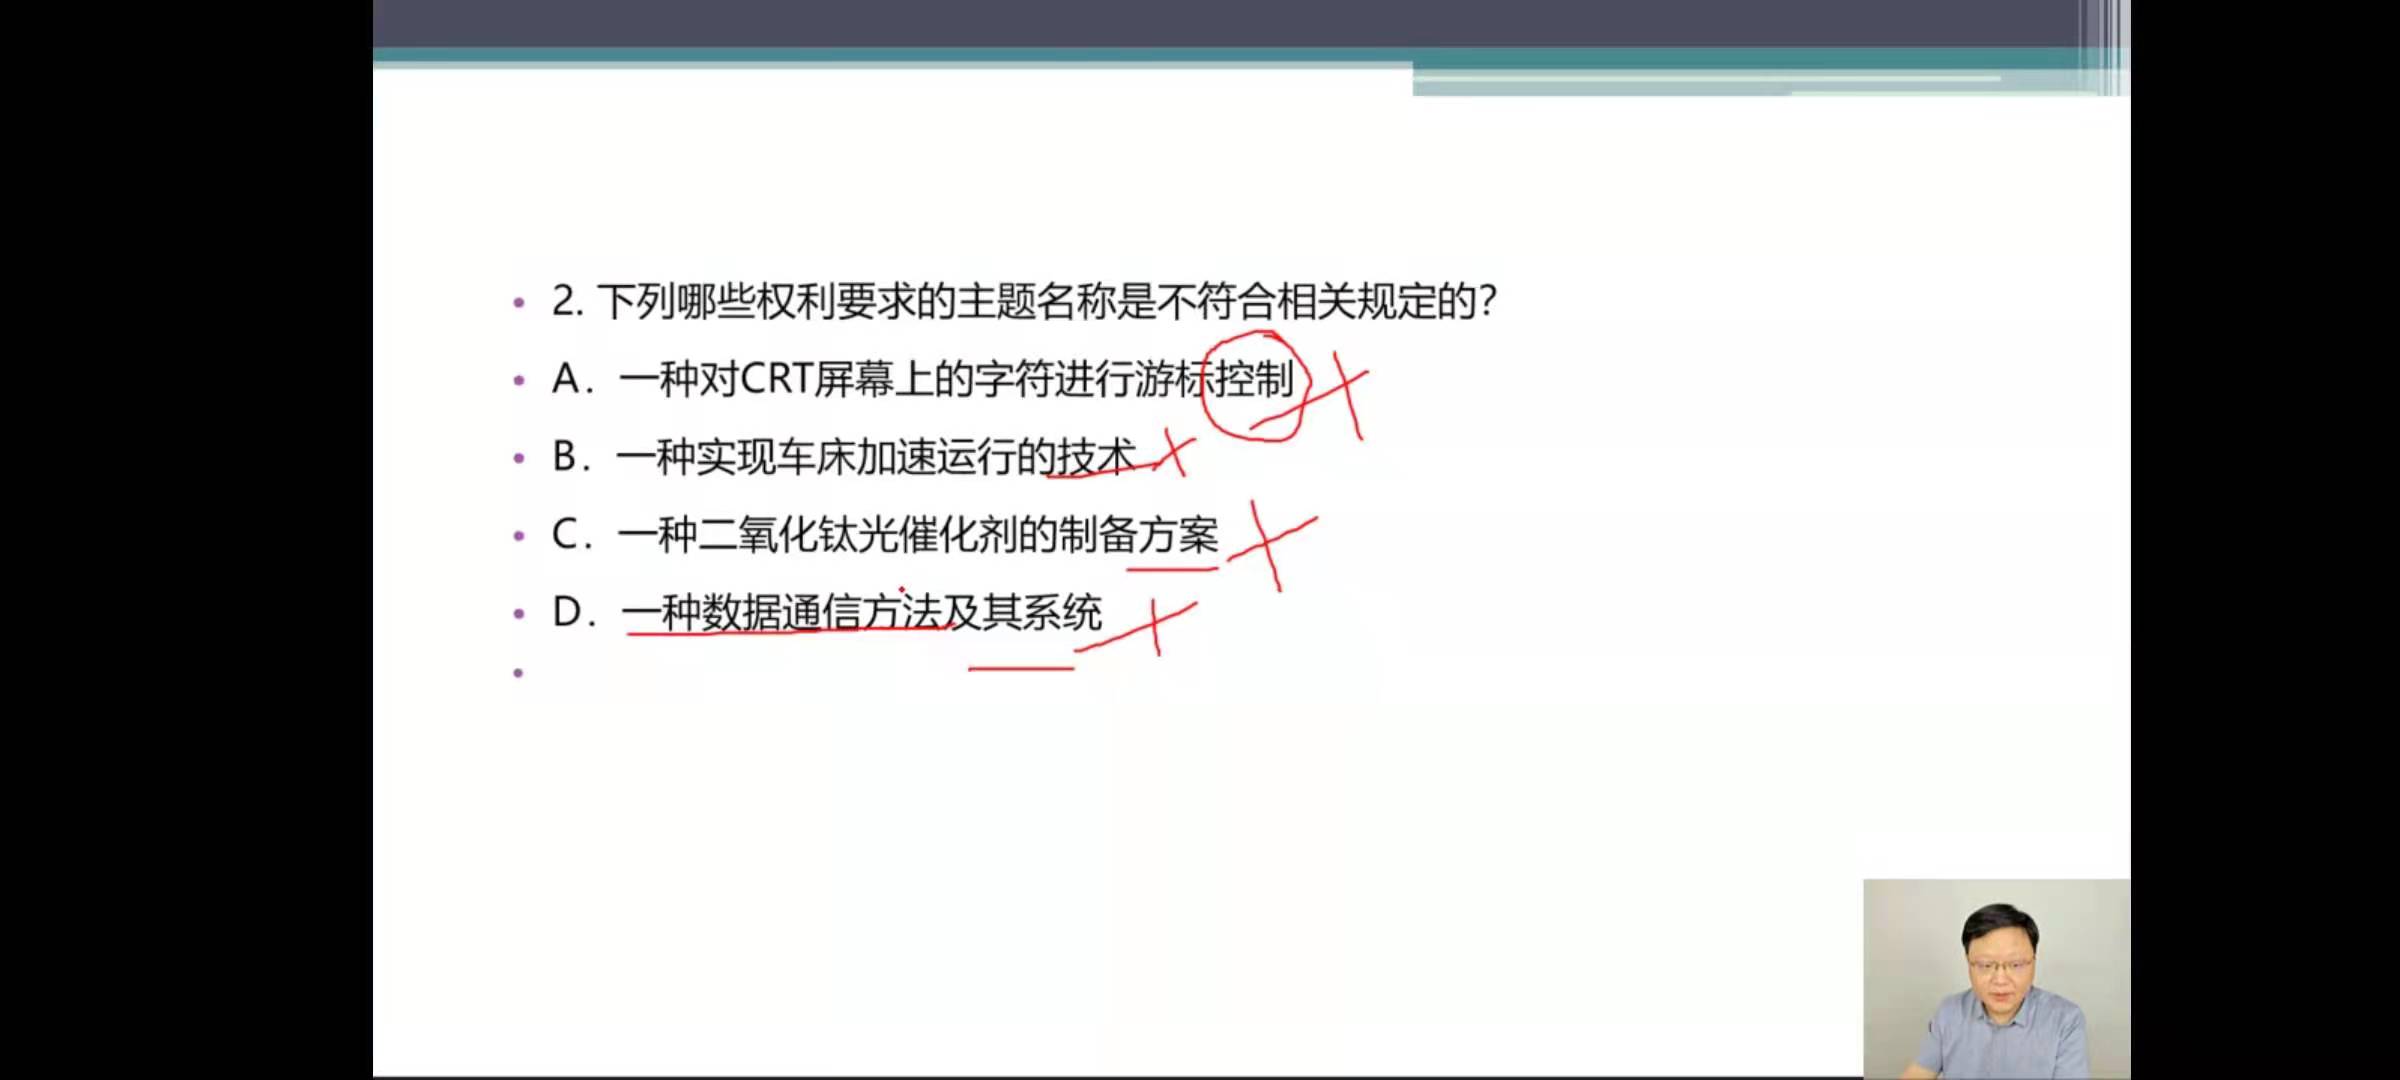 2. 下列哪些权利要求的主题名称是不符合相关规定的?
A. 一种对CRT屏幕上的字符进行游标控制
B. 一种实现车床加速运行的技术
C. 一种二氧化钛光催化剂的制备方案
D. 一种数据通信方法及其系统